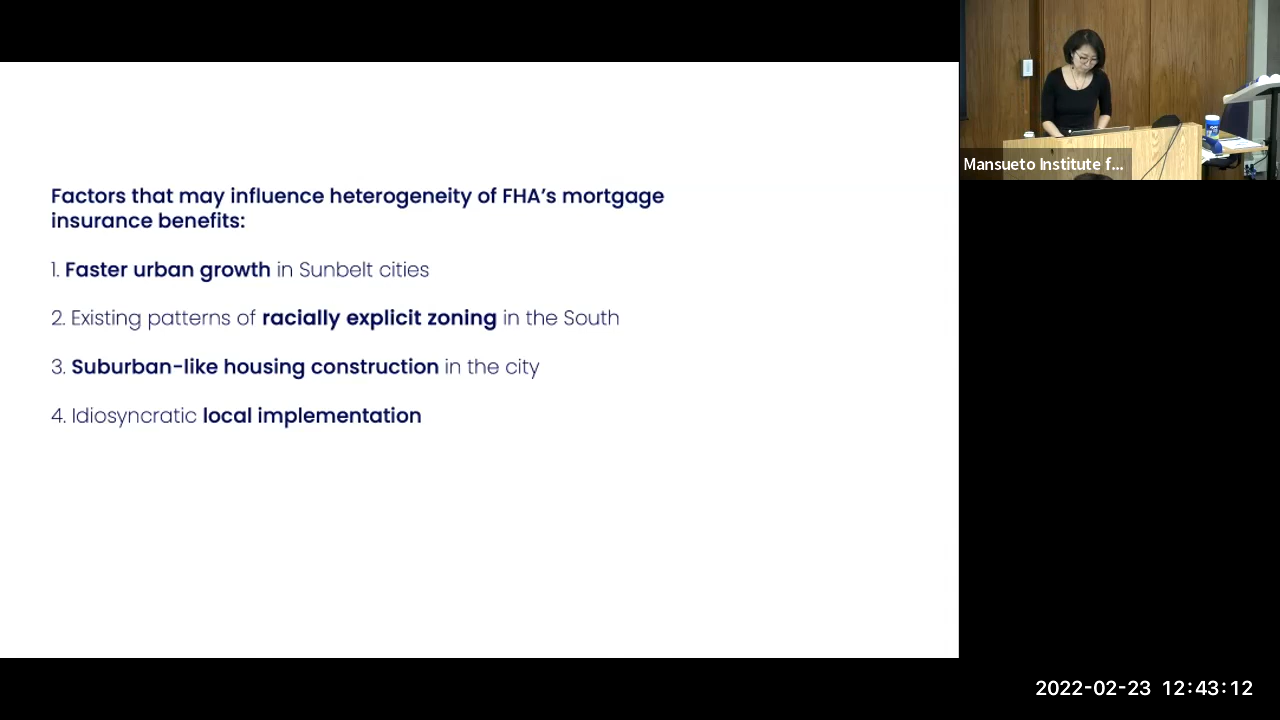 Factors that may influence heterogeneity of FHA’s mortgage
insurance benefits:
1. Faster urban growth in Sunbelt cities
2. Existing patterns of racially explicit zoning in the South
3. Suburban-like housing construction in the city
4. Idiosyncratic local implementation
Mansueto Institute f...
2022-02-23 12:43:12